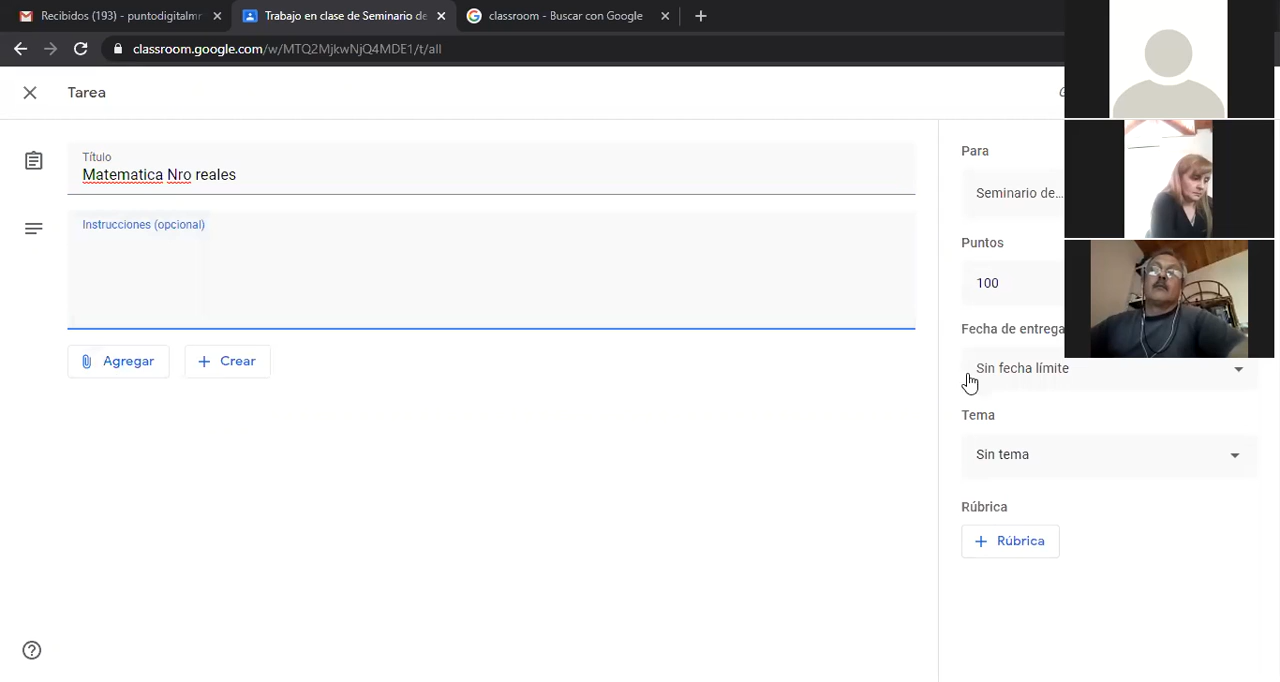 Recibidos (193) - puntodigitalmr
Trabajo en clase de Seminario de
classroom - Buscar con Google
classroom.google.com/w/MTQ2MjkwNjQ4MDE1/t/all
Tarea
Título
Matematica Nro reales
Instrucciones (opcional)
Agregar
Crear
Para
Seminario de...
Puntos
100
Fecha de entrega
Sin fecha límite
Tema
Sin tema
Rúbrica
Rúbrica